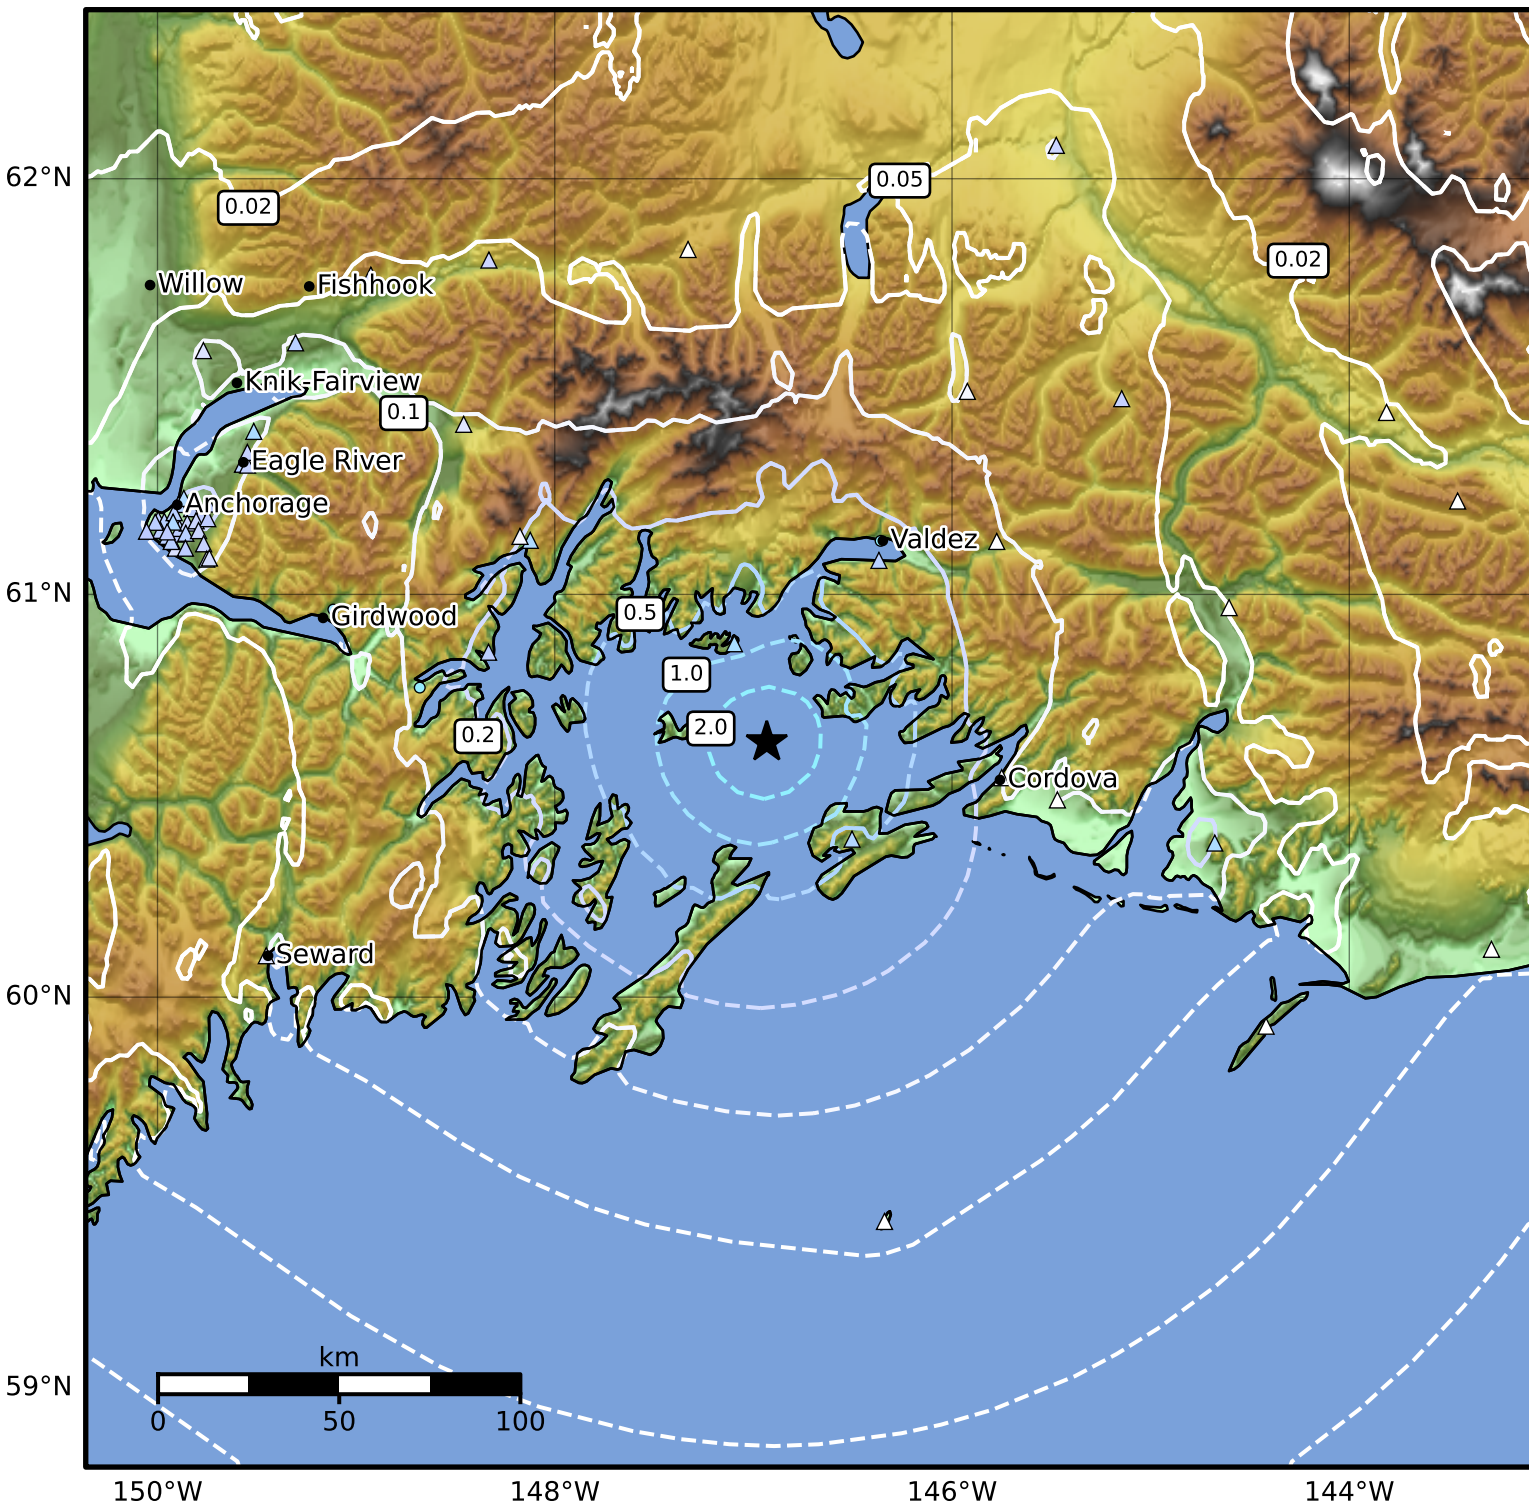 62°N
0.05
0.02
0.02
Willow
Fishhook
Knik-Fairview
0.1
Eagle River
Anchorage
Valdez
61°N
0.5
Girdwood
1.0
2.0
0.2
Cordova
Seward
60°N
km
59°N
0
50
100
150°W
148°W
146°W
144°W